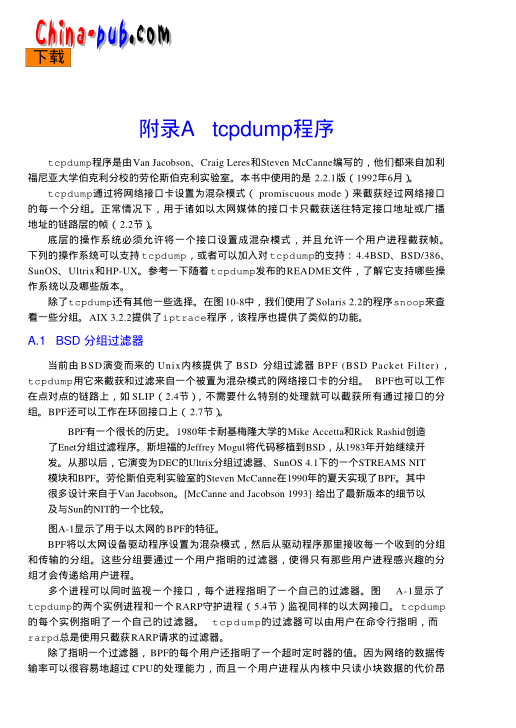 China-pub.com
下载
附录A tcpdump程序
tcpdump程序是由Van Jacobson、Craig Leres和Steven McCanne编写的，他们都来自加利
福尼亚大学伯克利分校的劳伦斯伯克利实验室。本书中使用的是 2.2.1版（1992年6月）。
tcpdump通过将网络接口卡设置为混杂模式（ promiscuous mode）来截获经过网络接口
的每一个分组。正常情况下，用于诸如以太网媒体的接口卡只截获送往特定接口地址或广播
地址的链路层的帧（2.2节）。
底层的操作系统必须允许将一个接口设置成混杂模式，并且允许一个用户进程截获帧。
下列的操作系统可以支持 tcpdump，或者可以加入对 tcpdump的支持：4.4BSD、BSD/386、
SunOS、Ultrix和HP-UX。参考一下随着tcpdump发布的README文件，了解它支持哪些操
作系统以及哪些版本。
除了tcpdump还有其他一些选择。在图10-8中，我们使用了Solaris 2.2的程序snoop来查
看一些分组。AIX 3.2.2提供了iptrace程序，该程序也提供了类似的功能。
A.1 BSD 分组过滤器
当前由BSD演变而来的 Unix内核提供了BSD 分组过滤器 BPF (BSD Packet Filter)，
tcpdump用它来截获和过滤来自一个被置为混杂模式的网络接口卡的分组。 BPF也可以工作
在点对点的链路上，如 SLIP（2.4节），不需要什么特别的处理就可以截获所有通过接口的分
组。BPF还可以工作在环回接口上（ 2.7节）。
BPF有一个很长的历史。1980年卡耐基梅隆大学的Mike Accetta和Rick Rashid创造
了Enet分组过滤程序。斯坦福的Jeffrey Mogul将代码移植到BSD，从1983年开始继续开
发。从那以后，它演变为DEC的Ultrix分组过滤器、SunOS 4.1下的一个STREAMS NIT
模块和BPF。劳伦斯伯克利实验室的Steven McCanne在1990年的夏天实现了BPF。其中
很多设计来自于Van Jacobson。[McCanne and Jacobson 1993] 给出了最新版本的细节以
及与Sun的NIT的一个比较。
图A-1显示了用于以太网的BPF的特征。
BPF将以太网设备驱动程序设置为混杂模式，然后从驱动程序那里接收每一个收到的分组
和传输的分组。这些分组要通过一个用户指明的过滤器，使得只有那些用户进程感兴趣的分
组才会传递给用户进程。
多个进程可以同时监视一个接口，每个进程指明了一个自己的过滤器。图 A-1显示了
tcpdump的两个实例进程和一个RARP守护进程（5.4节）监视同样的以太网接口。tcpdump
的每个实例指明了一个自己的过滤器。 tcpdump的过滤器可以由用户在命令行指明，而
rarpd总是使用只截获RARP请求的过滤器。
除了指明一个过滤器，BPF的每个用户还指明了一个超时定时器的值。因为网络的数据传
输率可以很容易地超过 CPU的处理能力，而且一个用户进程从内核中只读小块数据的代价昂